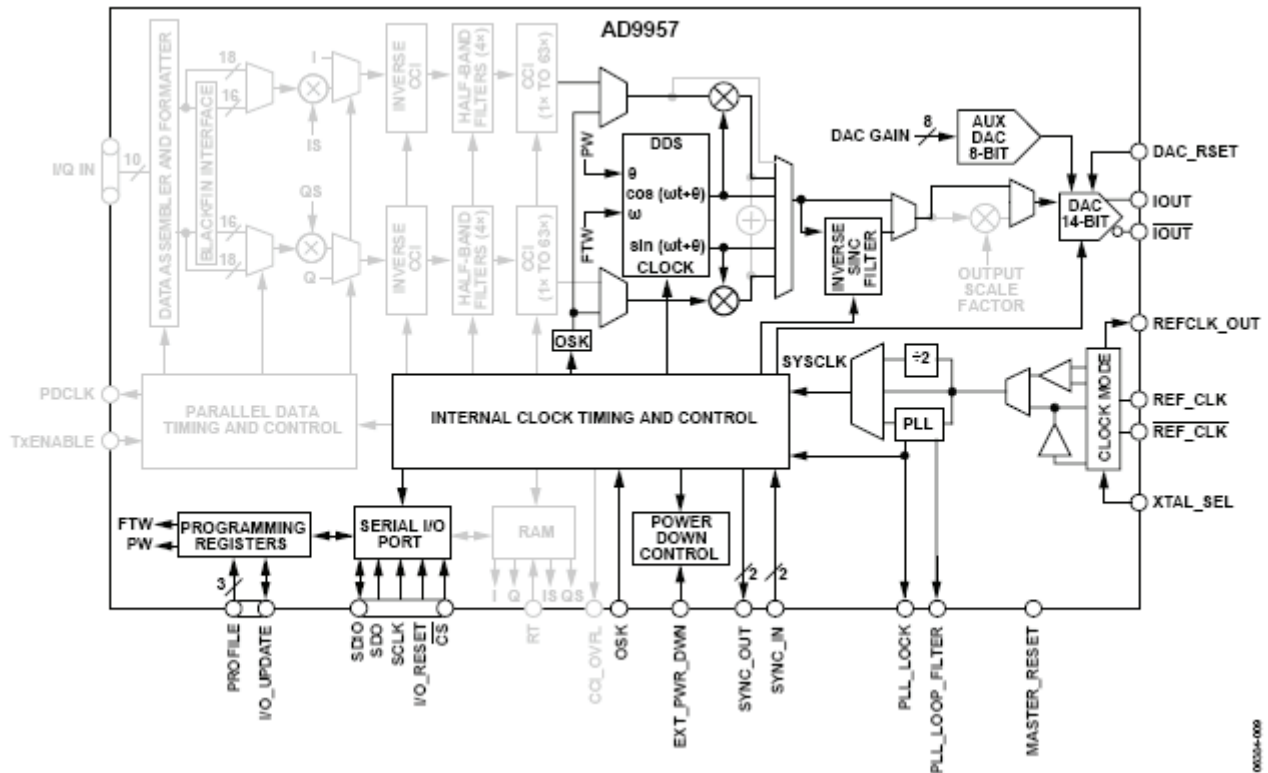 AD9957
DATA ASSEMBLER AND FORMATTER
BLACKFIN INTERFACE
18
16
I
IS
QS
16
18
Q
INVERSE
CCI
HALF-BAND
FILTERS (4×)
CCI
(1× TO 63×)
INVERSE
CCI
HALF-BAND
FILTERS (4×)
CCI
(1× TO 63×)
I/Q IN
10
PW
FTW
DDS
θ
cos (ωt+θ)
ω
sin (ωt+θ)
CLOCK
OSK
INVERSE
SINC
FILTER
OUTPUT
SCALE
FACTOR
DAC GAIN
8
AUX
DAC
8-BIT
DAC
14-BIT
DAC_RSET
IOUT
IOUT
REFCLK_OUT
REF_CLK
REF_CLK
XTAL_SEL
CLOCK MODE
SYSCLK
÷2
PLL
PDCLK
TxENABLE
PARALLEL DATA
TIMING AND CONTROL
INTERNAL CLOCK TIMING AND CONTROL
FTW
PW
PROGRAMMING
REGISTERS
SERIAL I/O
PORT
RAM
POWER
DOWN
CONTROL
3
I
Q
IS
QS
2
2
PROFILE
I/O_UPDATE
SDIO
SDO
SCLK
I/O_RESET
CS
RT
CCI_OVFL
OSK
EXT_PWR_DWN
SYNC_OUT
SYNC_IN
PLL_LOCK
PLL_LOOP_FILTER
MASTER_RESET
06384-009